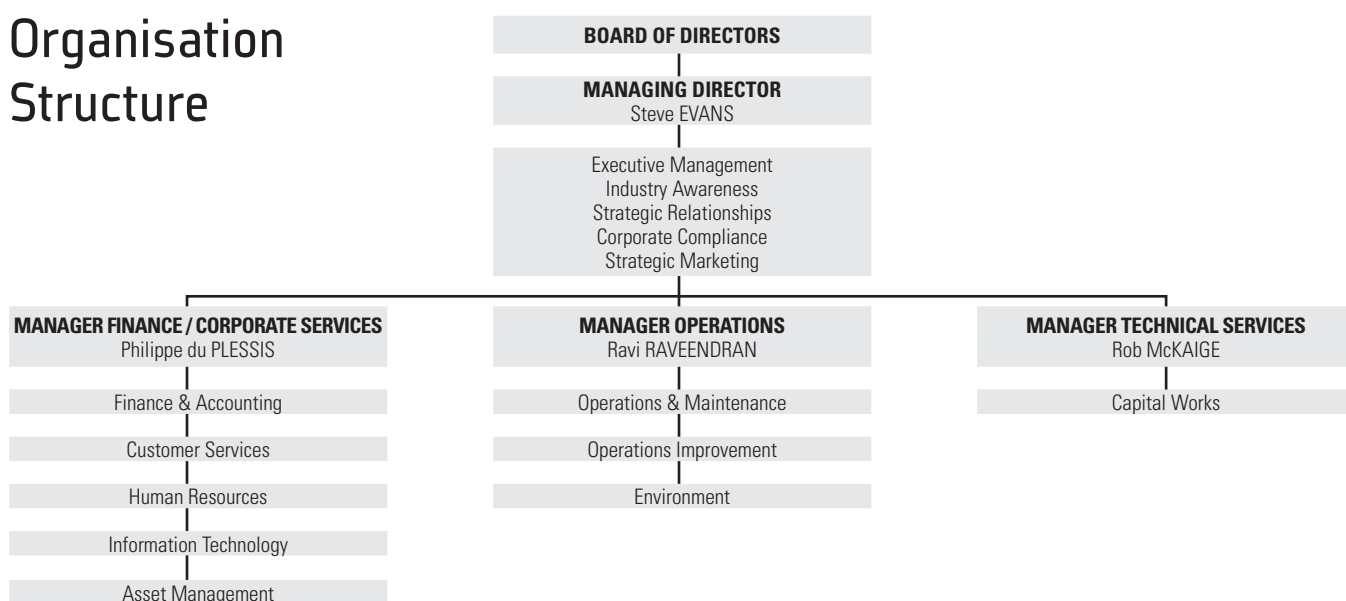 Organisation
Structure
BOARD OF DIRECTORS
MANAGING DIRECTOR
Steve EVANS
Executive Management
Industry Awareness
Strategic Relationships
Corporate Compliance
Strategic Marketing
MANAGER FINANCE / CORPORATE SERVICES
Philippe du PLESSIS
Finance & Accounting
Customer Services
Human Resources
Information Technology
Asset Management
MANAGER OPERATIONS
Ravi RAVEENDRAN
Operations & Maintenance
Operations Improvement
Environment
MANAGER TECHNICAL SERVICES
Rob McKAIGE
Capital Works